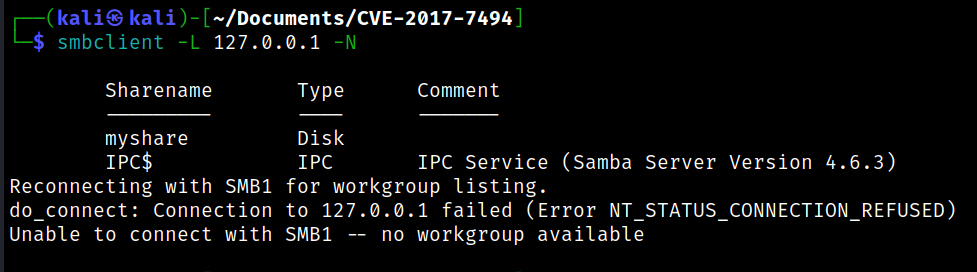 ┌──(kali㉿kali)-[~/Documents/CVE-2017-7494]
└─$ smbclient -L 127.0.0.1 -N
Sharename       Type      Comment
---------       ----      -------
myshare         Disk
IPC$            IPC       IPC Service (Samba Server Version 4.6.3)
Reconnecting with SMB1 for workgroup listing.
do_connect: Connection to 127.0.0.1 failed (Error NT_STATUS_CONNECTION_REFUSED)
Unable to connect with SMB1 -- no workgroup available